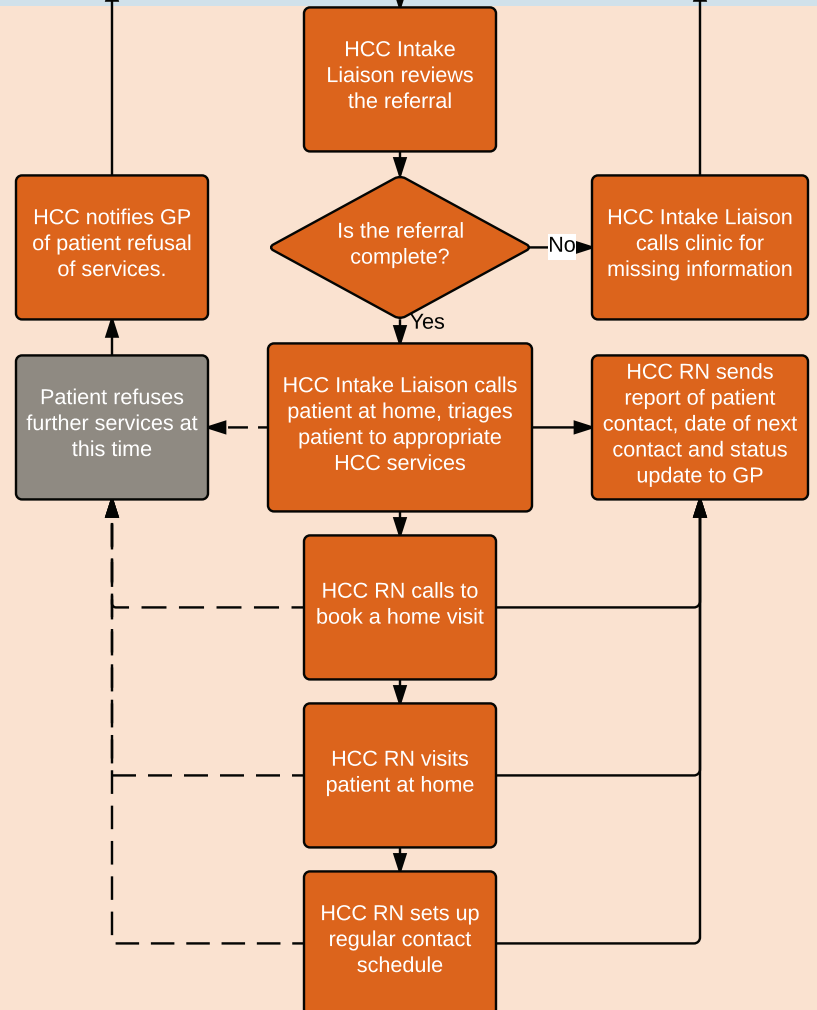 HCC Intake
Liaison reviews
the referral
HCC notifies GP
of patient refusal
of services.
Is the referral
complete?
No
HCC Intake Liaison
calls clinic for
missing information
Yes
Patient refuses
further services at
this time
HCC Intake Liaison calls
patient at home, triages
patient to appropriate
HCC services
HCC RN sends
report of patient
contact, date of next
contact and status
update to GP
HCC RN calls to
book a home visit
HCC RN visits
patient at home
HCC RN sets up
regular contact
schedule